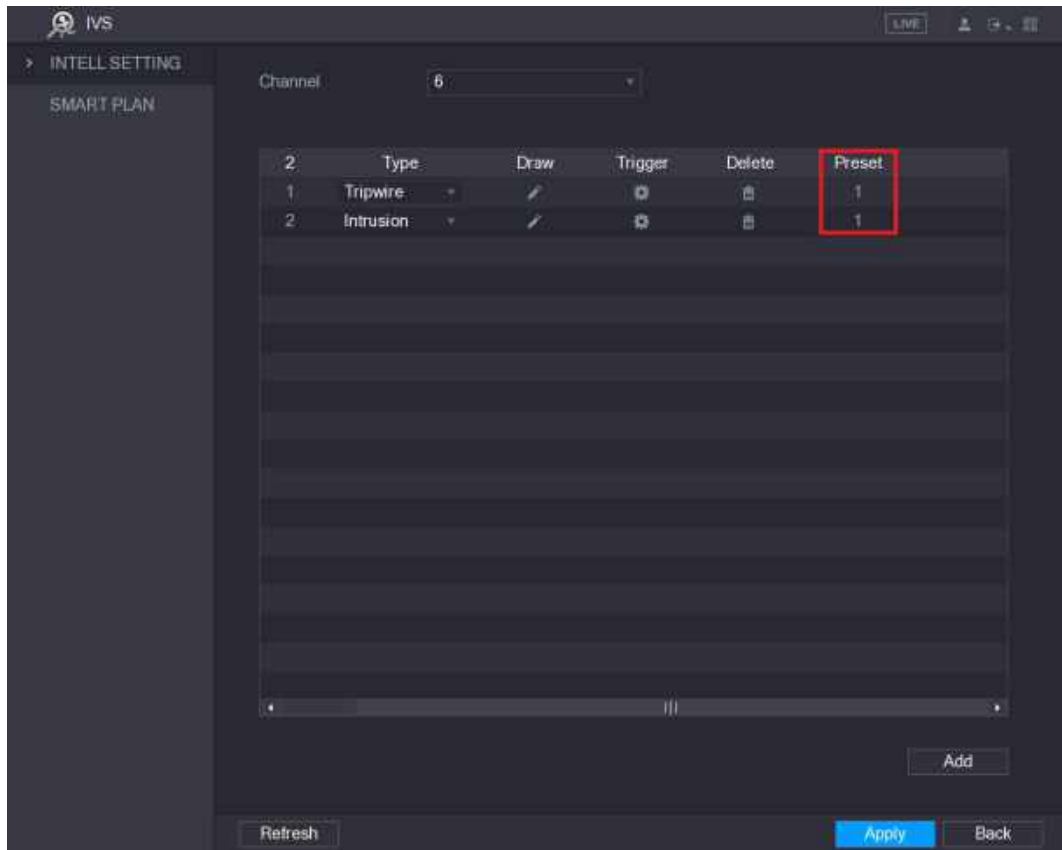 IVS LIVE
INTELL SETTING
SMART PLAN
Channel 6
2 Type Draw Trigger Delete Preset
1 Tripwire 1
2 Intrusion 1
Add
Refresh Apply Back